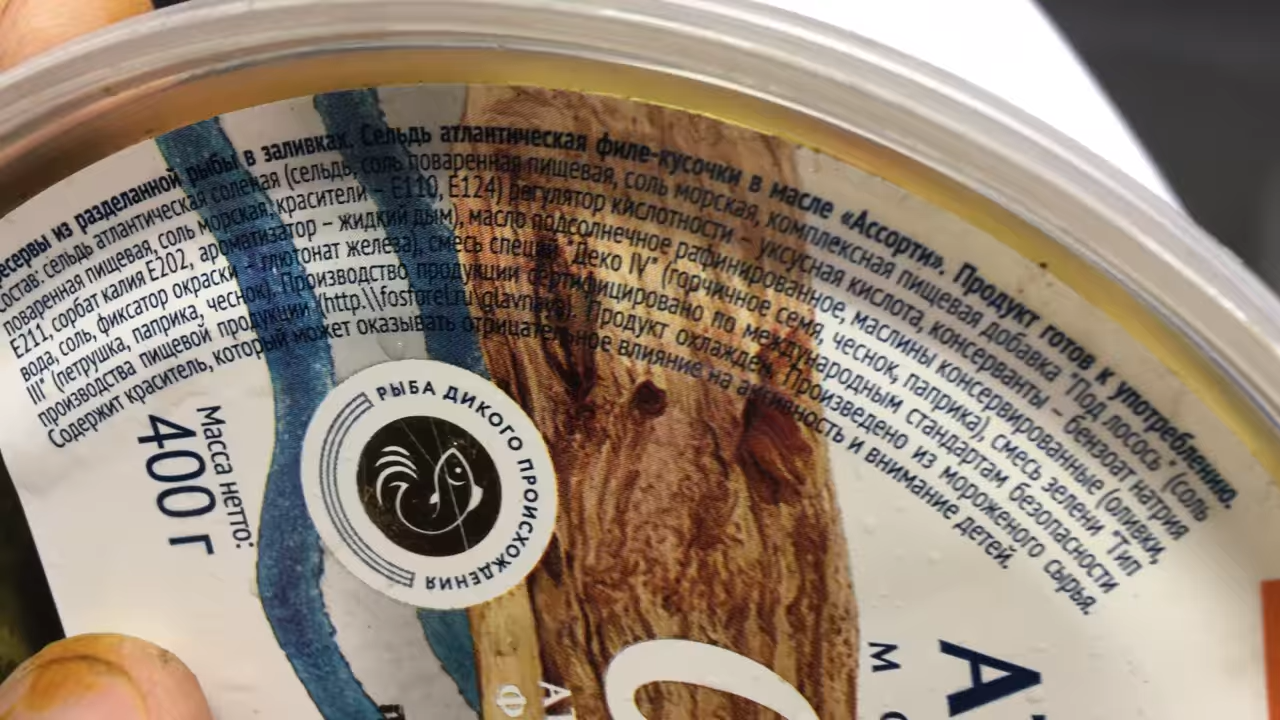 Пресервы из разделанной рыбы в заливках. Сельдь атлантическая филе-кусочки в масле «Ассорти». Продукт готов к употреблению.
Состав: сельдь атлантическая соленая (сельдь, соль поваренная пищевая, соль морская, комплексная пищевая добавка "Под лосось" (соль
поваренная пищевая, соль морская, красители – Е110, Е124) регулятор кислотности – уксусная кислота, консерванты – бензоат натрия
Е211, сорбат калия Е202, ароматизатор – жидкий дым), масло подсолнечное рафинированное, маслины консервированные (оливки,
вода, соль, фиксатор окраски – глютонат железа), смесь специй "Деко IV" (горчичное семя, чеснок, паприка), смесь зелени "Тип
III" (петрушка, паприка, чеснок). Производство продукции сертифицировано по международным стандартам безопасности
производства пищевой продукции (http:\\fosforel.ru\glavnaya). Продукт охлажден. Произведено из мороженого сырья.
Содержит краситель, который может оказывать отрицательное влияние на активность и внимание детей.
Масса нетто:
400 г
РЫБА ДИКОГО ПРОИСХОЖДЕНИЯ